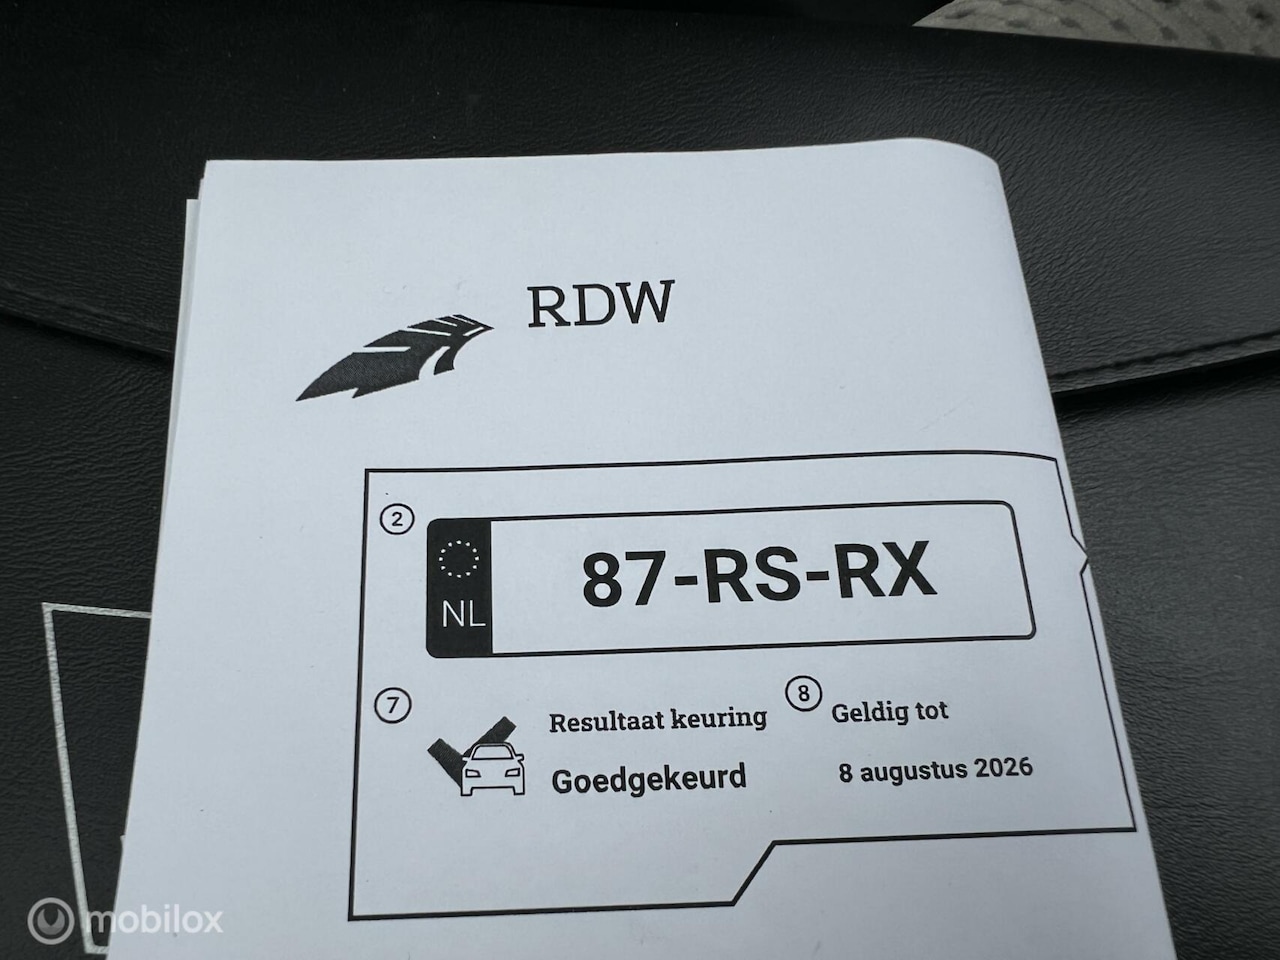 RDW
2
NL
87-RS-RX
7
Resultaat keuring
Goedgekeurd
8
Geldig tot
8 augustus 2026
mobilox